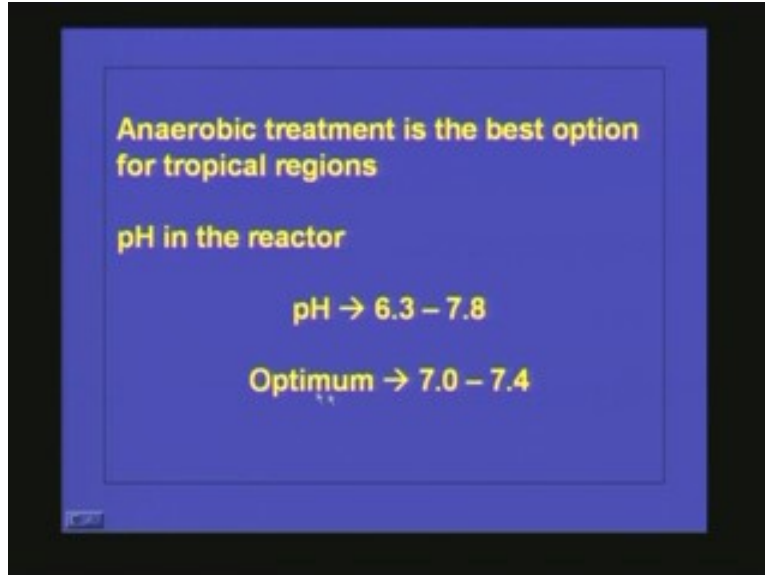 Anaerobic treatment is the best option
for tropical regions
pH in the reactor
pH → 6.3 – 7.8
Optimum → 7.0 – 7.4